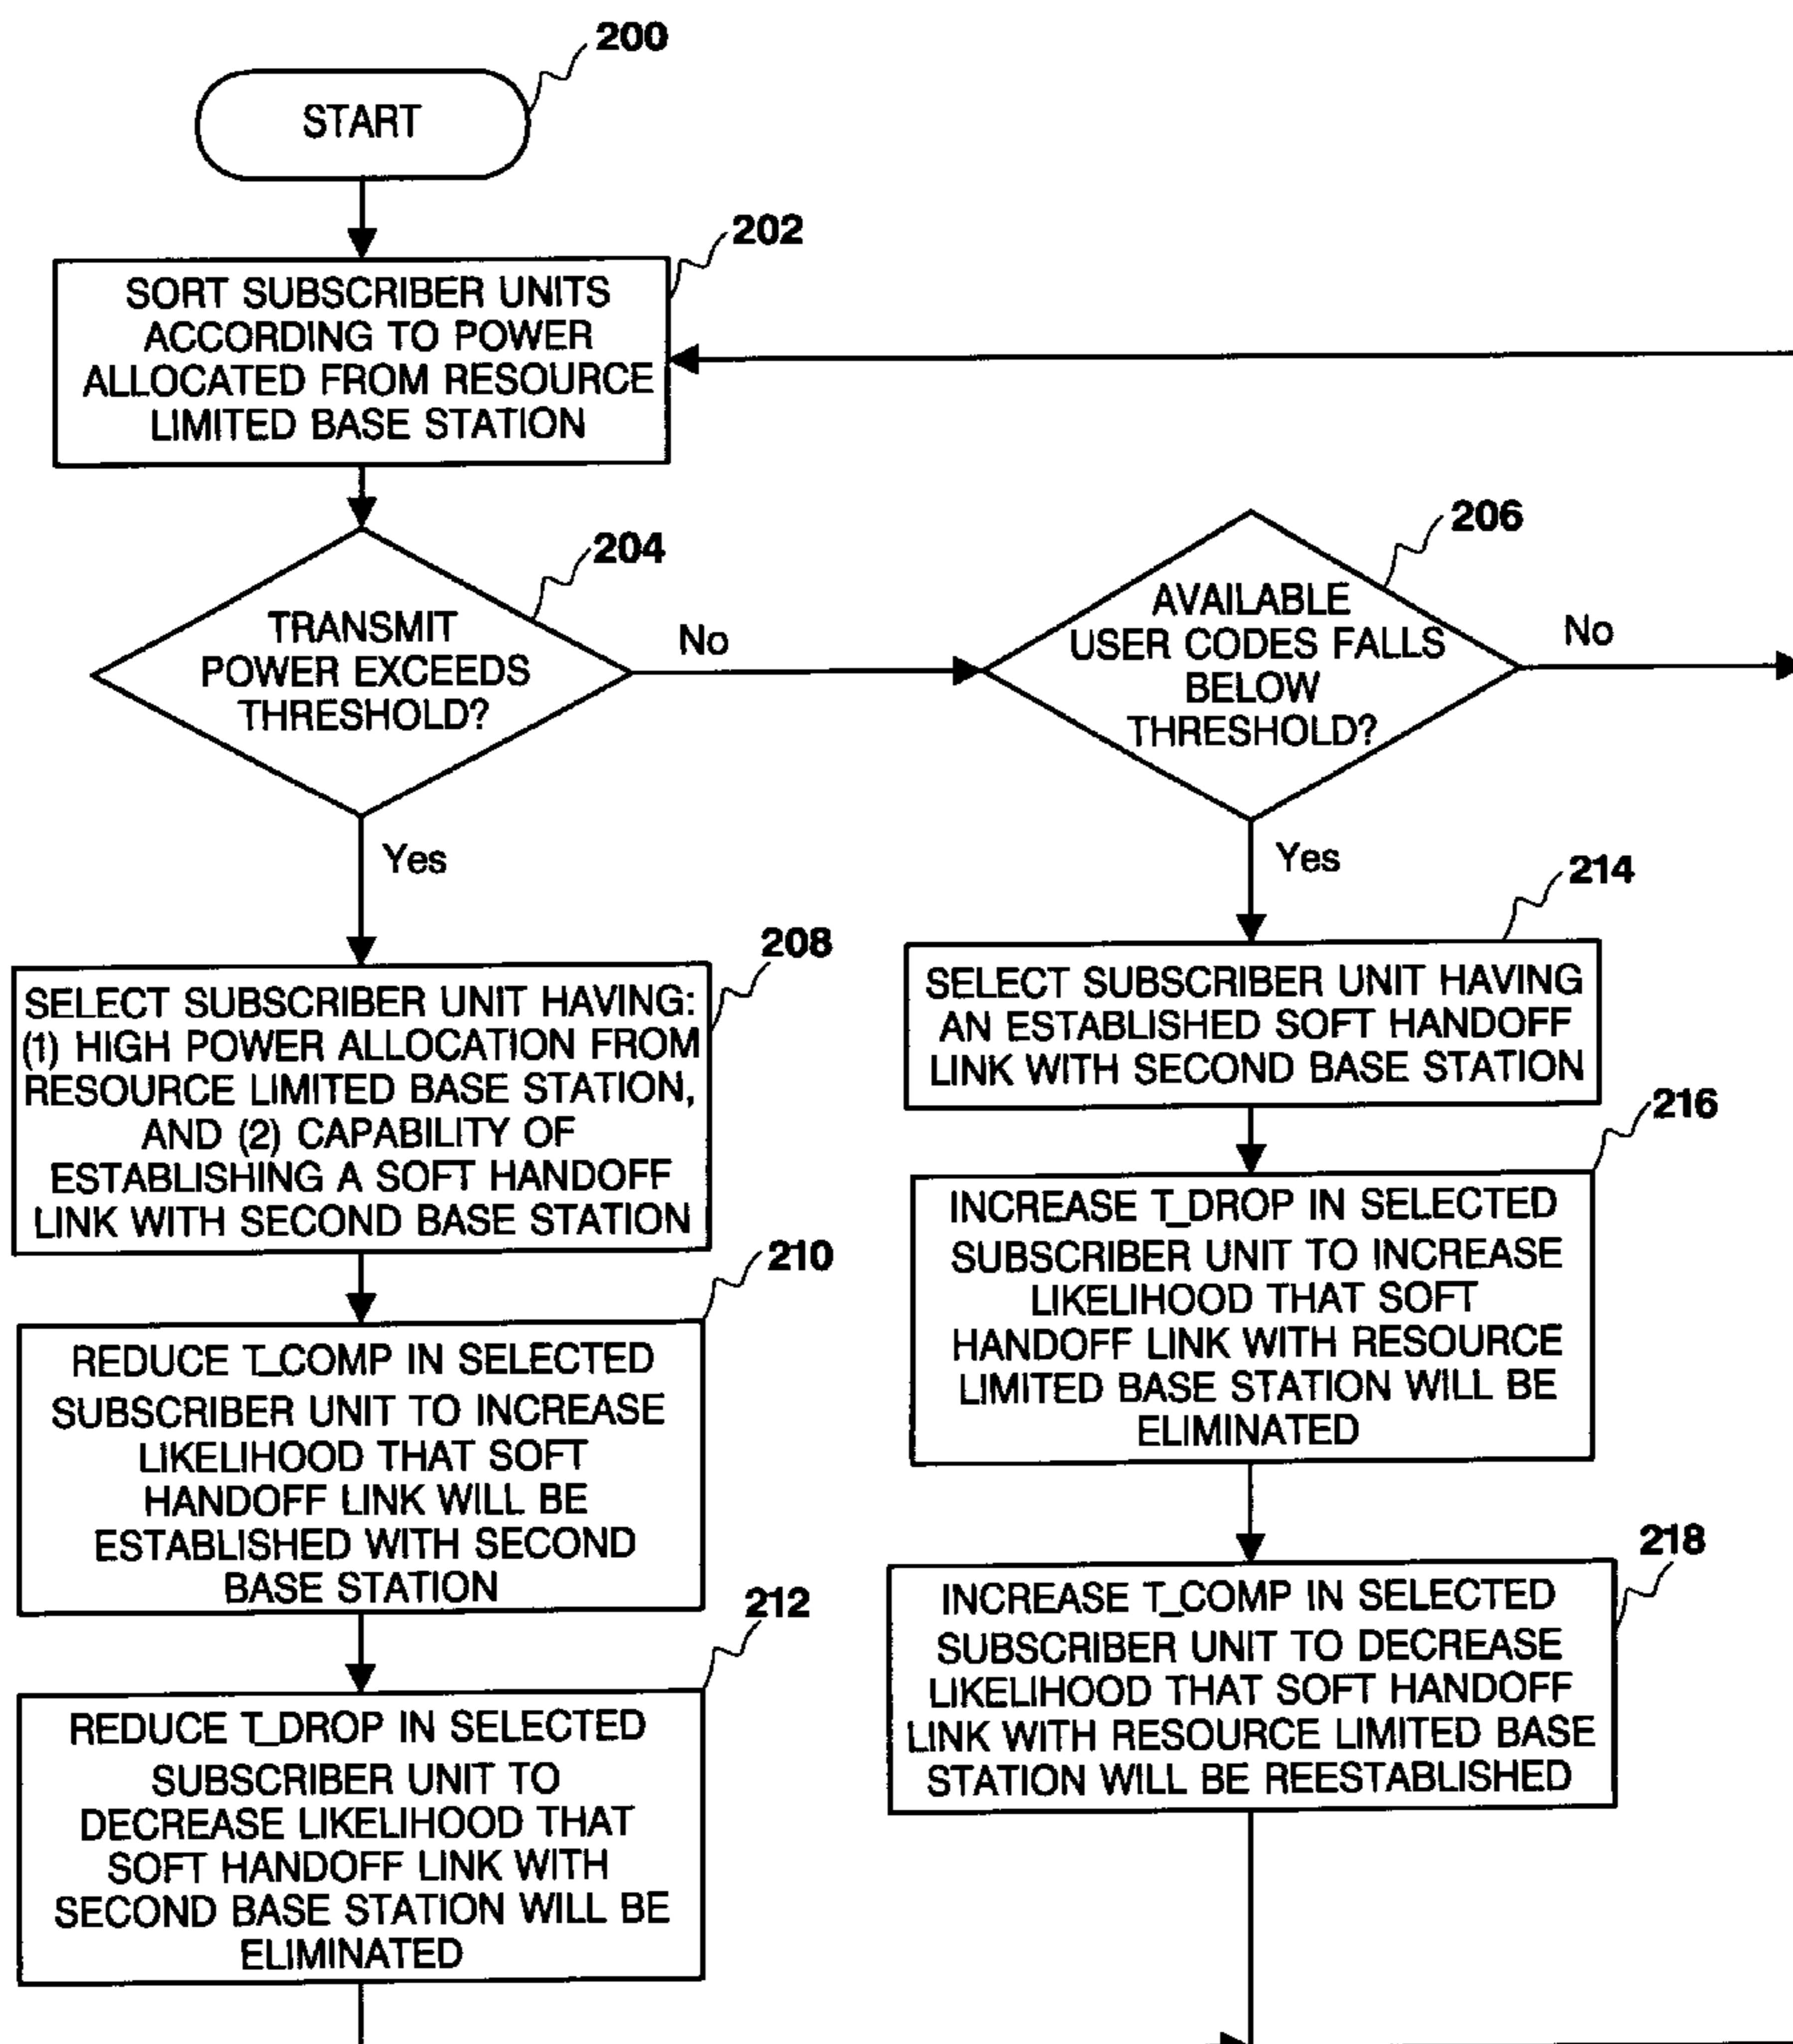 200
START
202
SORT SUBSCRIBER UNITS
ACCORDING TO POWER
ALLOCATED FROM RESOURCE
LIMITED BASE STATION
204
TRANSMIT
POWER EXCEEDS
THRESHOLD?
No
Yes
206
AVAILABLE
USER CODES FALLS
BELOW
THRESHOLD?
No
Yes
208
SELECT SUBSCRIBER UNIT HAVING:
(1) HIGH POWER ALLOCATION FROM
RESOURCE LIMITED BASE STATION,
AND (2) CAPABILITY OF
ESTABLISHING A SOFT HANDOFF
LINK WITH SECOND BASE STATION
210
REDUCE T_COMP IN SELECTED
SUBSCRIBER UNIT TO INCREASE
LIKELIHOOD THAT SOFT
HANDOFF LINK WILL BE
ESTABLISHED WITH SECOND
BASE STATION
212
REDUCE T_DROP IN SELECTED
SUBSCRIBER UNIT TO
DECREASE LIKELIHOOD THAT
SOFT HANDOFF LINK WITH
SECOND BASE STATION WILL BE
ELIMINATED
214
SELECT SUBSCRIBER UNIT HAVING
AN ESTABLISHED SOFT HANDOFF
LINK WITH SECOND BASE STATION
216
INCREASE T_DROP IN SELECTED
SUBSCRIBER UNIT TO INCREASE
LIKELIHOOD THAT SOFT
HANDOFF LINK WITH RESOURCE
LIMITED BASE STATION WILL BE
ELIMINATED
218
INCREASE T_COMP IN SELECTED
SUBSCRIBER UNIT TO DECREASE
LIKELIHOOD THAT SOFT HANDOFF
LINK WITH RESOURCE LIMITED BASE
STATION WILL BE REESTABLISHED